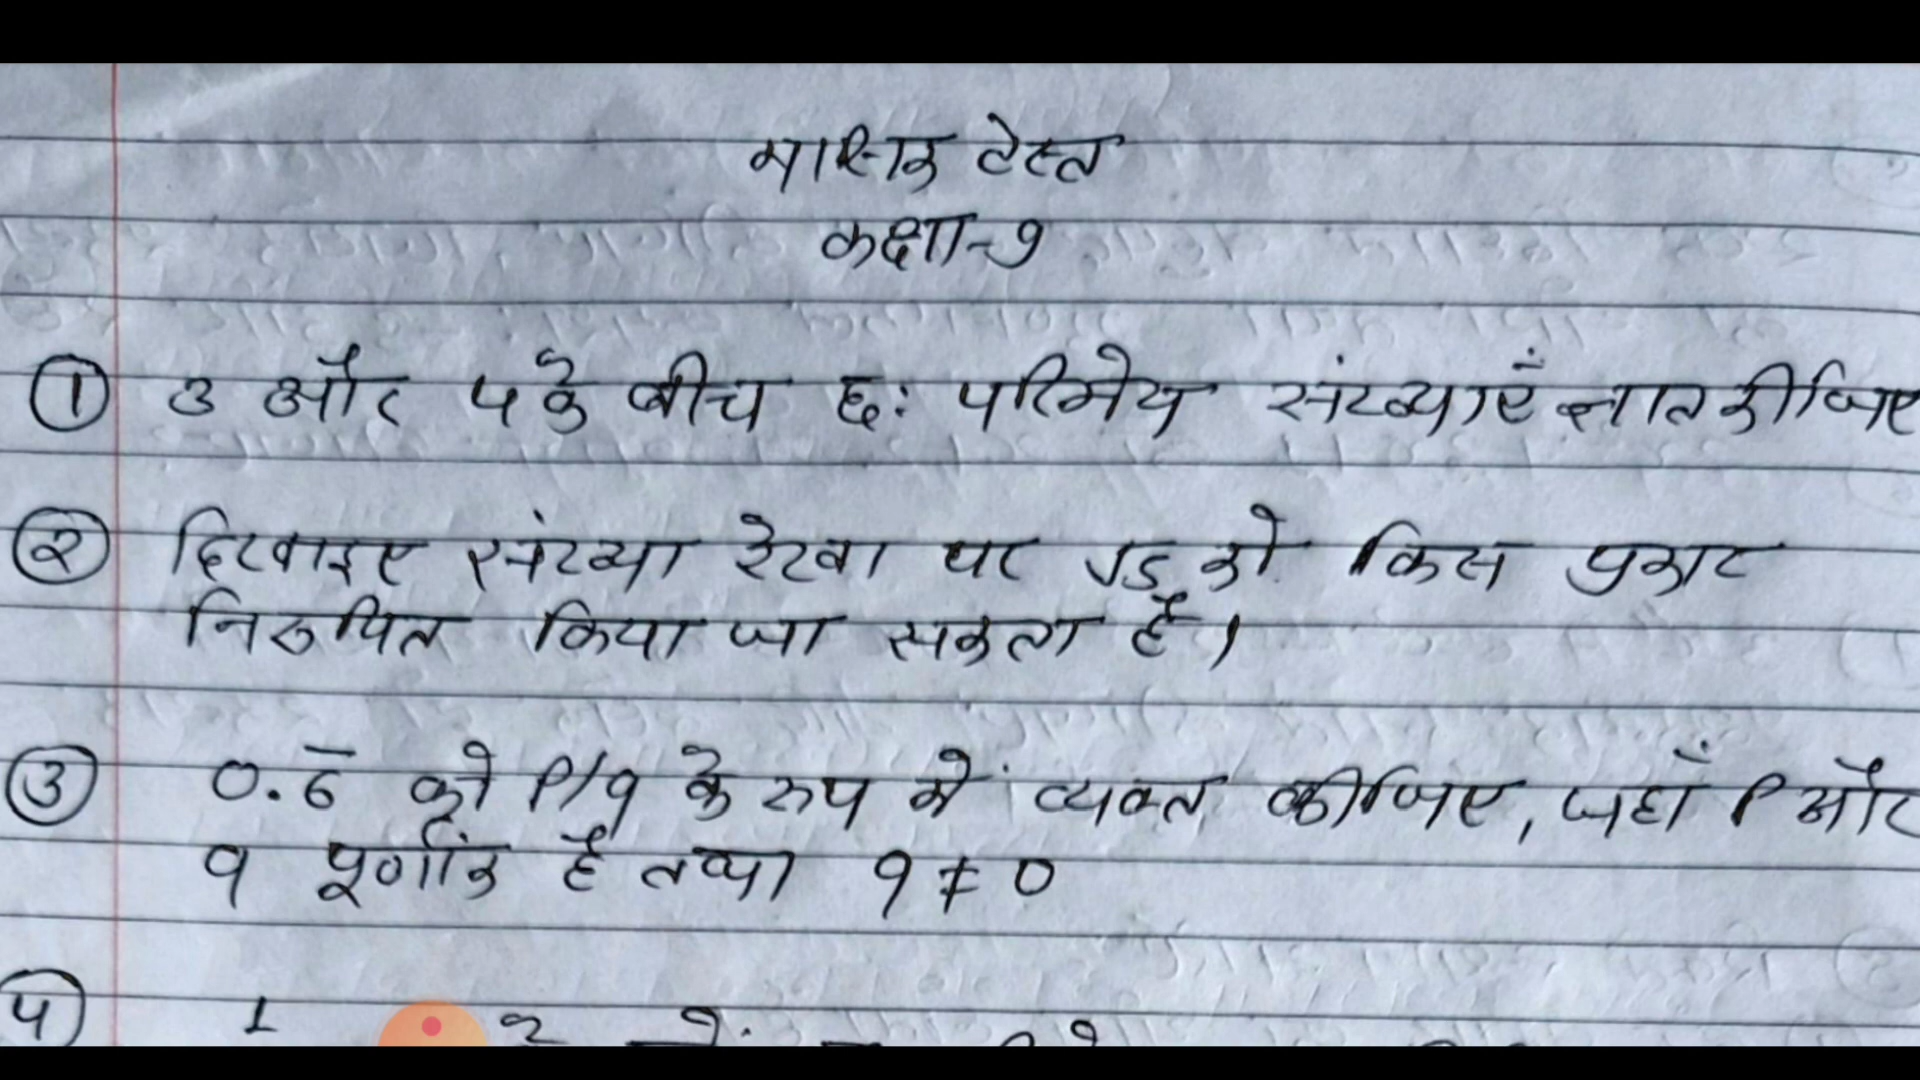 मासिक टेस्ट
कक्षा-9
① 3 और 4 के बीच छः परिमेय संख्याएँ ज्ञात कीजिए
② दिखाइए संख्या रेखा पर √5 को किस प्रकार
निरुपित किया जा सकता है।
③ 0.6̅ को P/q के रुप में व्यक्त कीजिए, जहाँ P और
q पूर्णांक है तथा q ≠ 0
④ 1